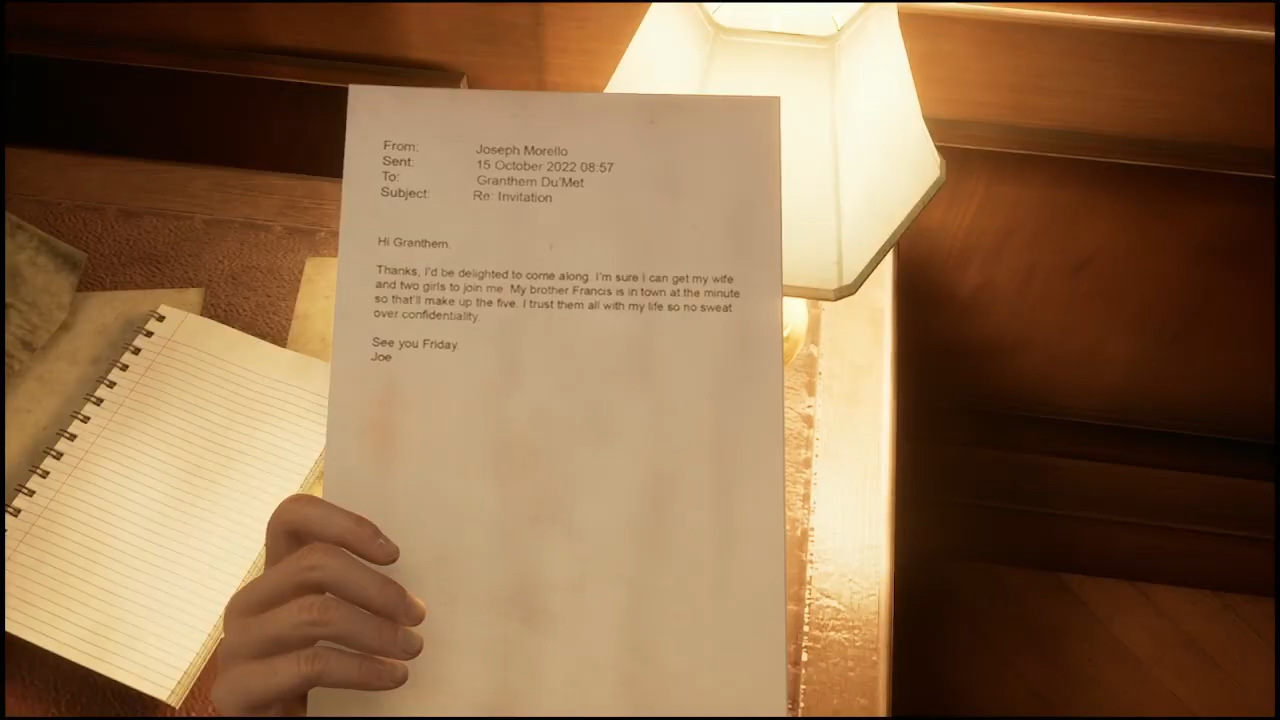 From: Joseph Morello
Sent: 15 October 2022 08:57
To: Granthem Du'Met
Subject: Re: Invitation
Hi Granthem,
Thanks, I'd be delighted to come along. I'm sure I can get my wife
and two girls to join me. My brother Francis is in town at the minute
so that'll make up the five. I trust them all with my life so no sweat
over confidentiality.
See you Friday.
Joe